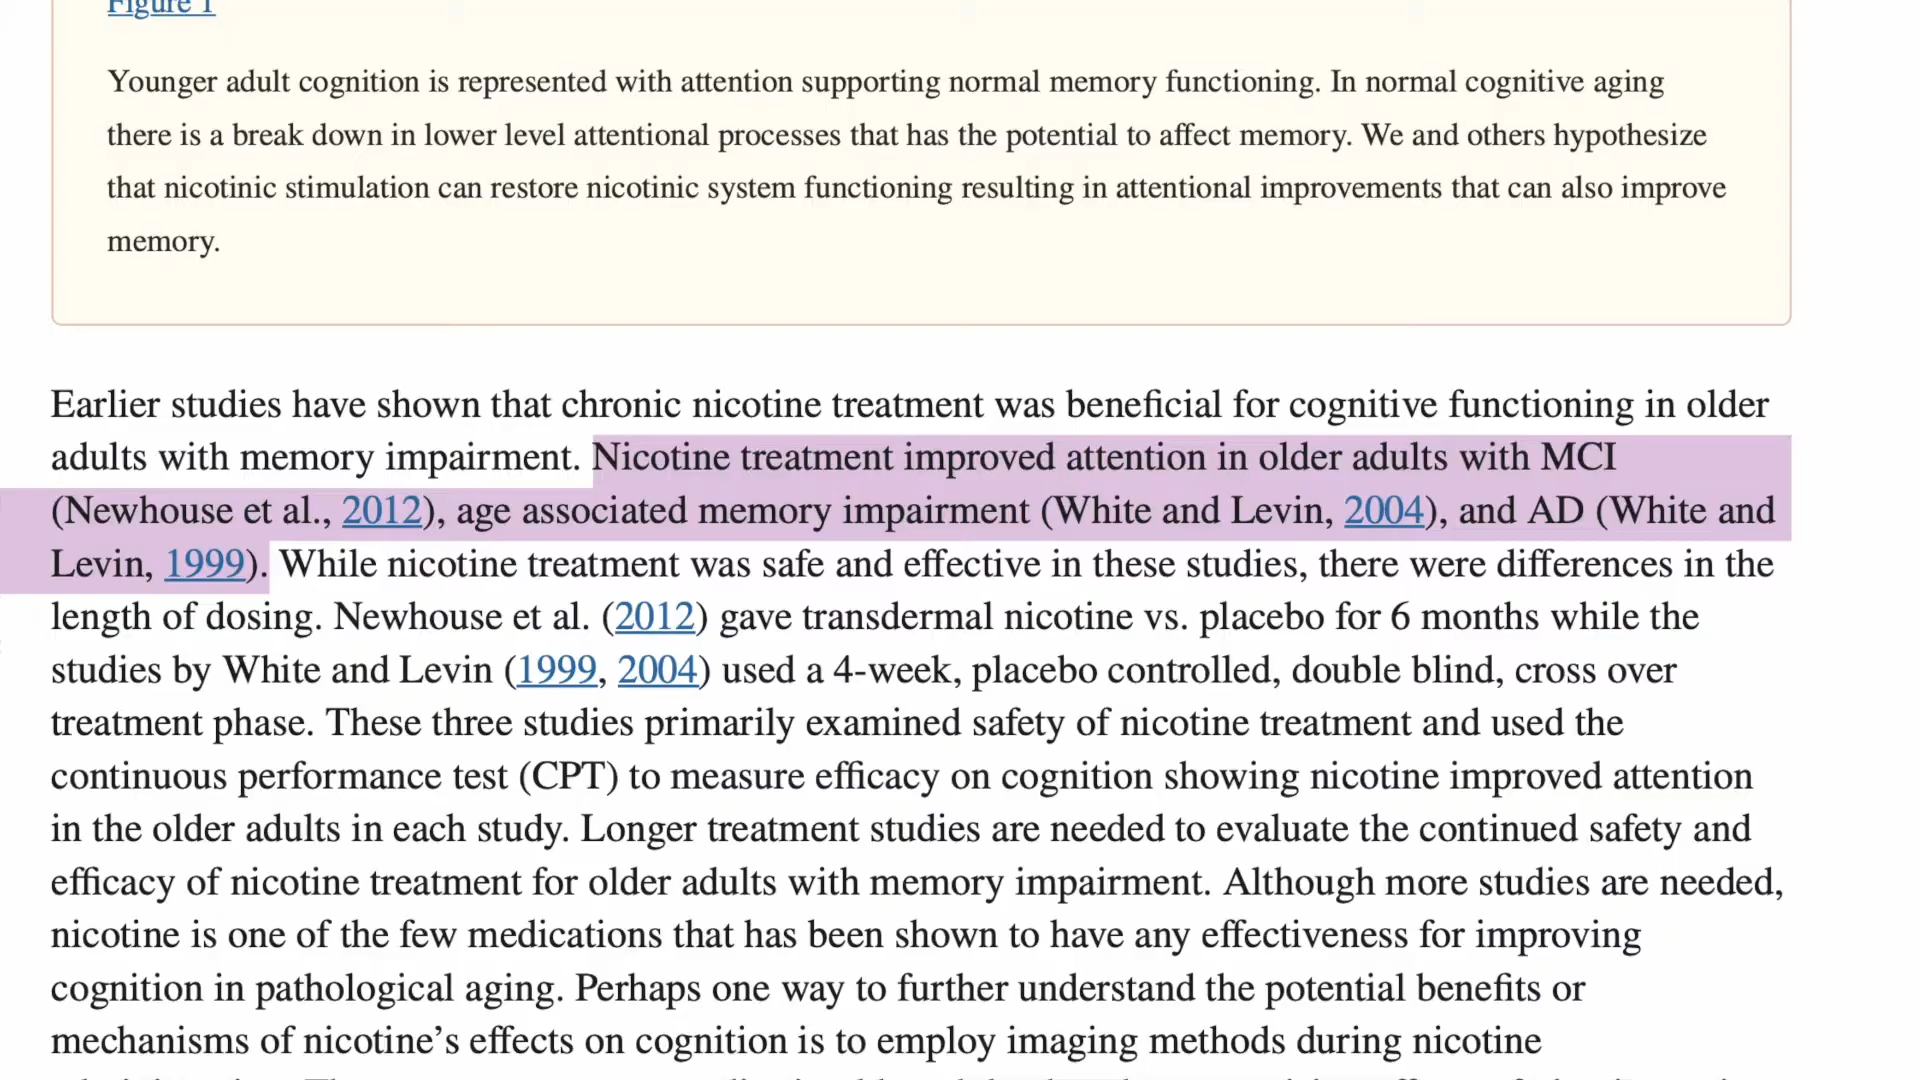 Figure 1
Younger adult cognition is represented with attention supporting normal memory functioning. In normal cognitive aging
there is a break down in lower level attentional processes that has the potential to affect memory. We and others hypothesize
that nicotinic stimulation can restore nicotinic system functioning resulting in attentional improvements that can also improve
memory.
Earlier studies have shown that chronic nicotine treatment was beneficial for cognitive functioning in older
adults with memory impairment. Nicotine treatment improved attention in older adults with MCI
(Newhouse et al., 2012), age associated memory impairment (White and Levin, 2004), and AD (White and
Levin, 1999). While nicotine treatment was safe and effective in these studies, there were differences in the
length of dosing. Newhouse et al. (2012) gave transdermal nicotine vs. placebo for 6 months while the
studies by White and Levin (1999, 2004) used a 4-week, placebo controlled, double blind, cross over
treatment phase. These three studies primarily examined safety of nicotine treatment and used the
continuous performance test (CPT) to measure efficacy on cognition showing nicotine improved attention
in the older adults in each study. Longer treatment studies are needed to evaluate the continued safety and
efficacy of nicotine treatment for older adults with memory impairment. Although more studies are needed,
nicotine is one of the few medications that has been shown to have any effectiveness for improving
cognition in pathological aging. Perhaps one way to further understand the potential benefits or
mechanisms of nicotine’s effects on cognition is to employ imaging methods during nicotine